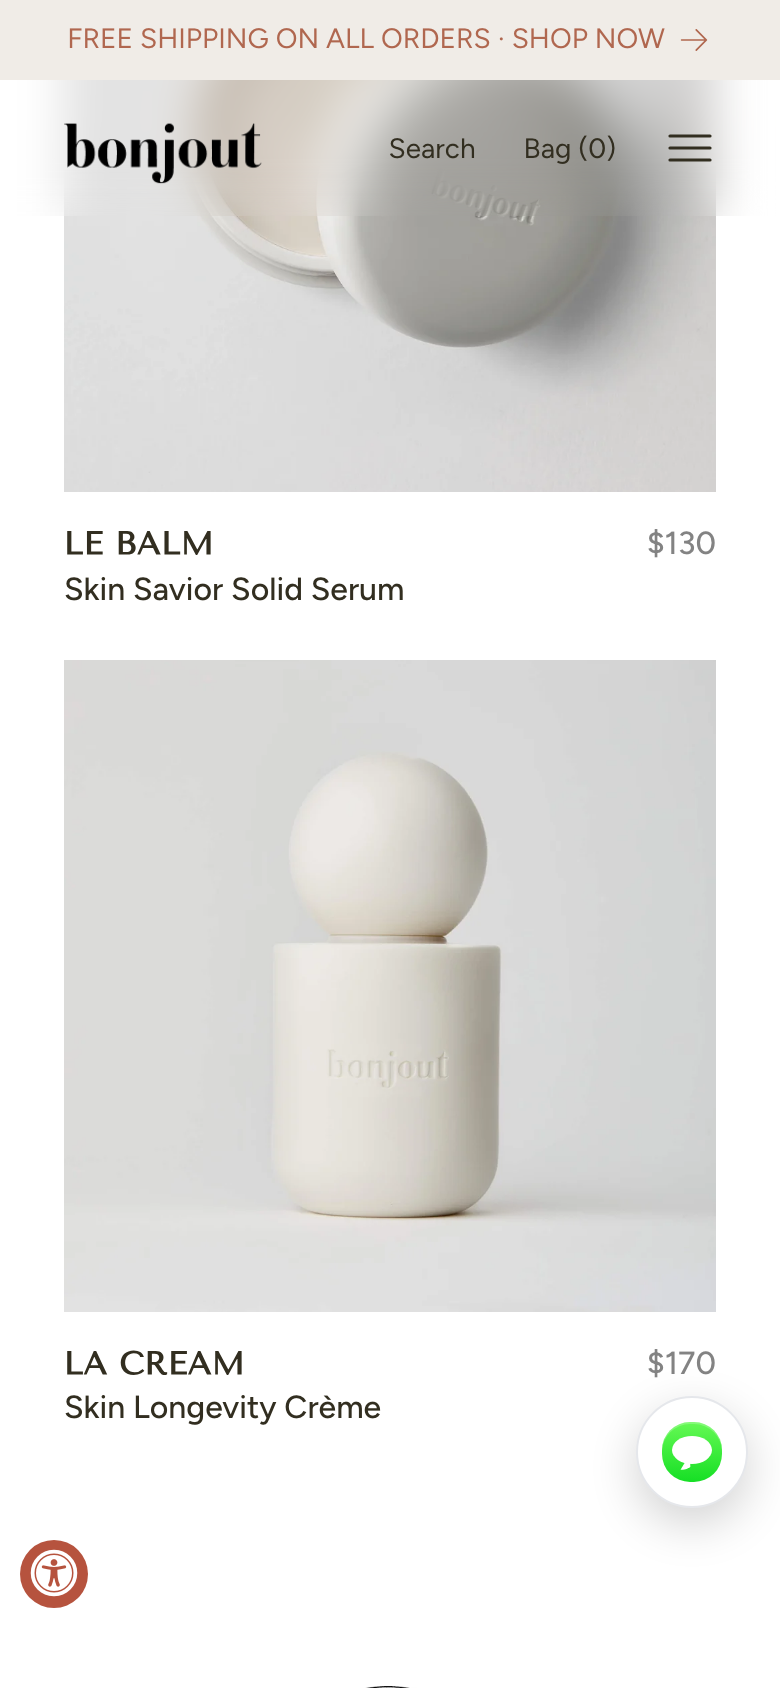 FREE SHIPPING ON ALL ORDERS · SHOP NOW →
bonjout
Search
Bag (0)
bonjout
LE BALM
$130
Skin Savior Solid Serum
bonjout
LA CREAM
$170
Skin Longevity Crème